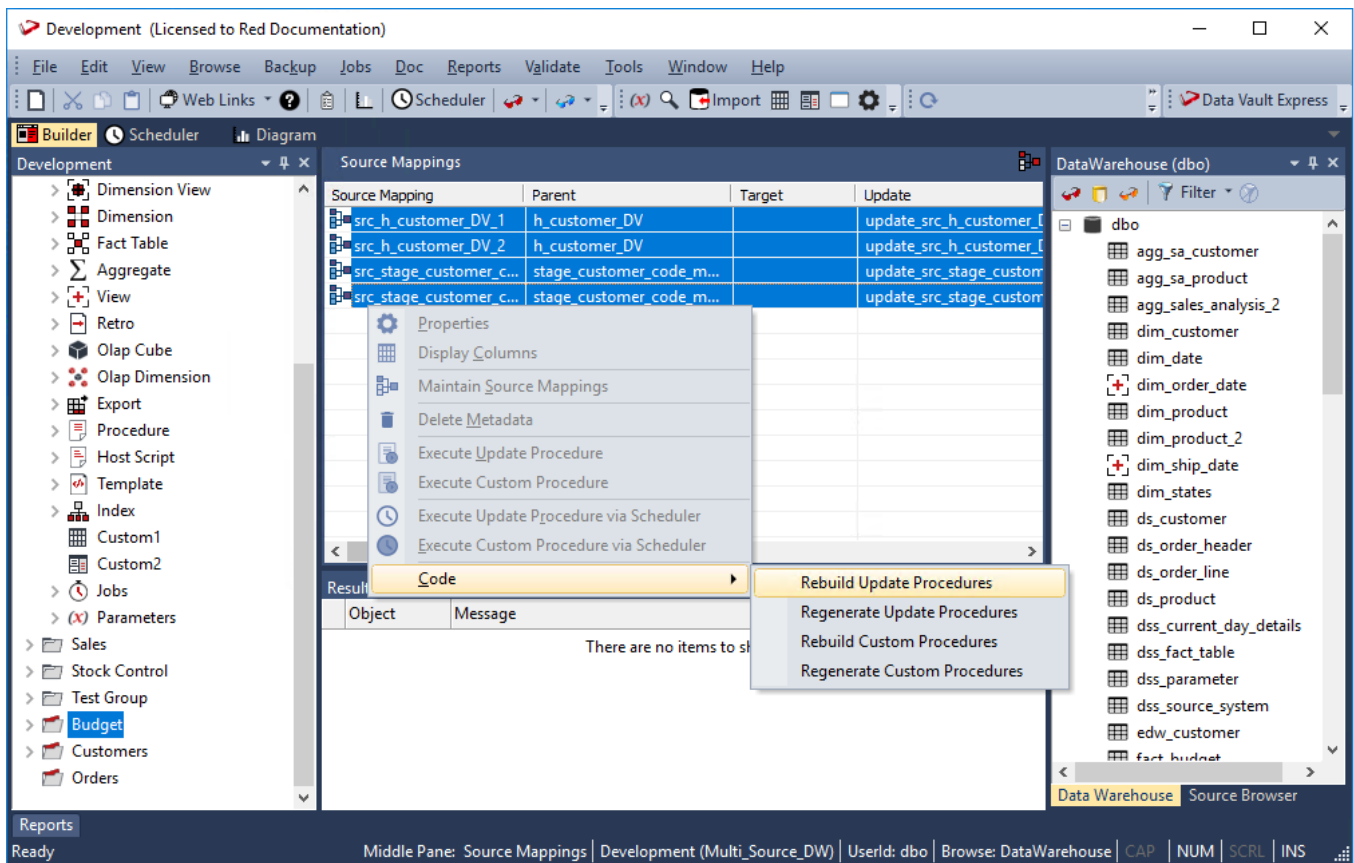 Development (Licensed to Red Documentation)
File Edit View Browse Backup Jobs Doc Reports Validate Tools Window Help
Web Links Scheduler (x) Import Data Vault Express
Builder Scheduler Diagram
Development
Dimension View
Dimension
Fact Table
Aggregate
View
Retro
Olap Cube
Olap Dimension
Export
Procedure
Host Script
Template
Index
Custom1
Custom2
Jobs
(x) Parameters
Sales
Stock Control
Test Group
Budget
Customers
Orders
Source Mappings
Source Mapping Parent Target Update
src_h_customer_DV_1 h_customer_DV update_src_h_customer_D
src_h_customer_DV_2 h_customer_DV update_src_h_customer_D
src_stage_customer_c... stage_customer_code_m... update_src_stage_custom
src_stage_customer_c... stage_customer_code_m... update_src_stage_custom
Properties
Display Columns
Maintain Source Mappings
Delete Metadata
Execute Update Procedure
Execute Custom Procedure
Execute Update Procedure via Scheduler
Execute Custom Procedure via Scheduler
Code
Rebuild Update Procedures
Regenerate Update Procedures
Rebuild Custom Procedures
Regenerate Custom Procedures
Result
Object Message
There are no items to sh
DataWarehouse (dbo)
Filter
dbo
agg_sa_customer
agg_sa_product
agg_sales_analysis_2
dim_customer
dim_date
dim_order_date
dim_product
dim_product_2
dim_ship_date
dim_states
ds_customer
ds_order_header
ds_order_line
ds_product
dss_current_day_details
dss_fact_table
dss_parameter
dss_source_system
edw_customer
fact_budget
Data Warehouse Source Browser
Reports
Ready Middle Pane: Source Mappings Development (Multi_Source_DW) UserId: dbo Browse: DataWarehouse CAP NUM SCRL INS